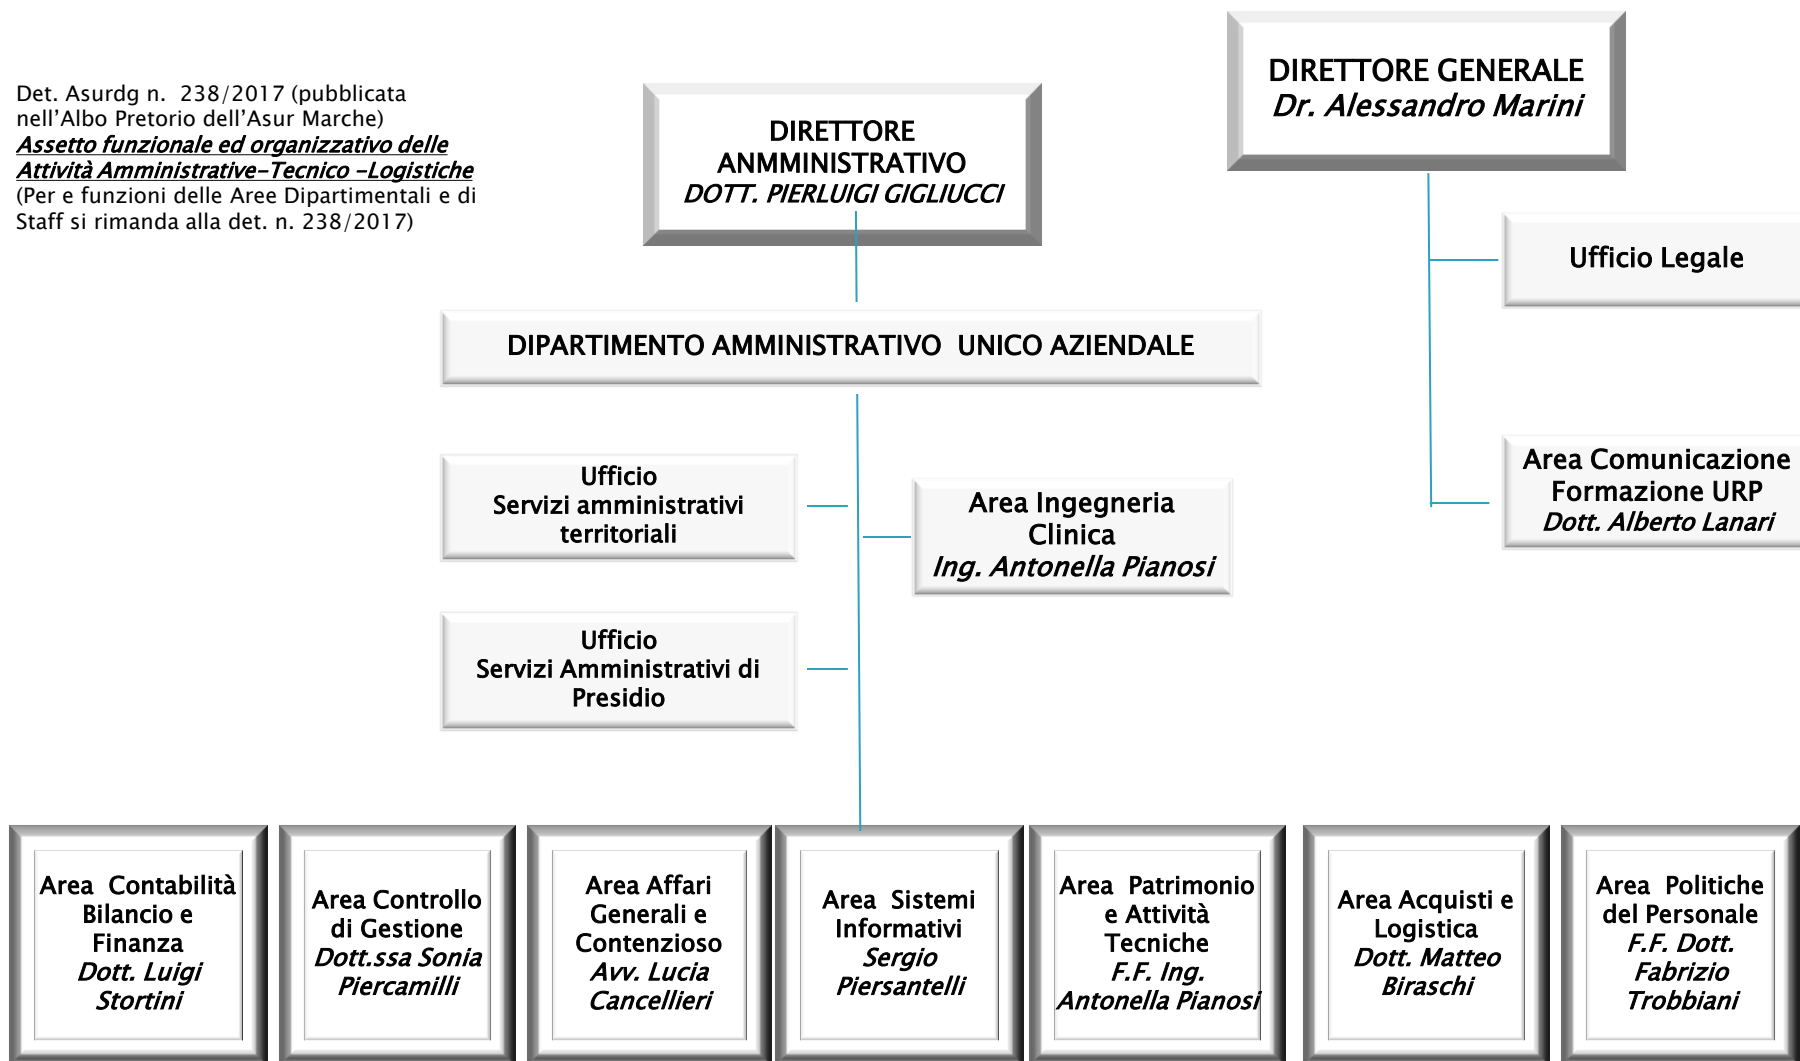 Det. Asurdg n. 238/2017 (pubblicata
nell'Albo Pretorio dell'Asur Marche)
Assetto funzionale ed organizzativo delle
Attività Amministrative-Tecnico -Logistiche
(Per e funzioni delle Aree Dipartimentali e di
Staff si rimanda alla det. n. 238/2017)
DIRETTORE
ANMMINISTRATIVO
DOTT. PIERLUIGI GIGLIUCCI
DIRETTORE GENERALE
Dr. Alessandro Marini
Ufficio Legale
DIPARTIMENTO AMMINISTRATIVO UNICO AZIENDALE
Area Comunicazione
Formazione URP
Dott. Alberto Lanari
Ufficio
Servizi amministrativi
territoriali
Area Ingegneria
Clinica
Ing. Antonella Pianosi
Ufficio
Servizi Amministrativi di
Presidio
Area Contabilità
Bilancio e
Finanza
Dott. Luigi
Stortini
Area Controllo
di Gestione
Dott.ssa Sonia
Piercamilli
Area Affari
Generali e
Contenzioso
Avv. Lucia
Cancellieri
Area Sistemi
Informativi
Sergio
Piersantelli
Area Patrimonio
e Attività
Tecniche
F.F. Ing.
Antonella Pianosi
Area Acquisti e
Logistica
Dott. Matteo
Biraschi
Area Politiche
del Personale
F.F. Dott.
Fabrizio
Trobbiani